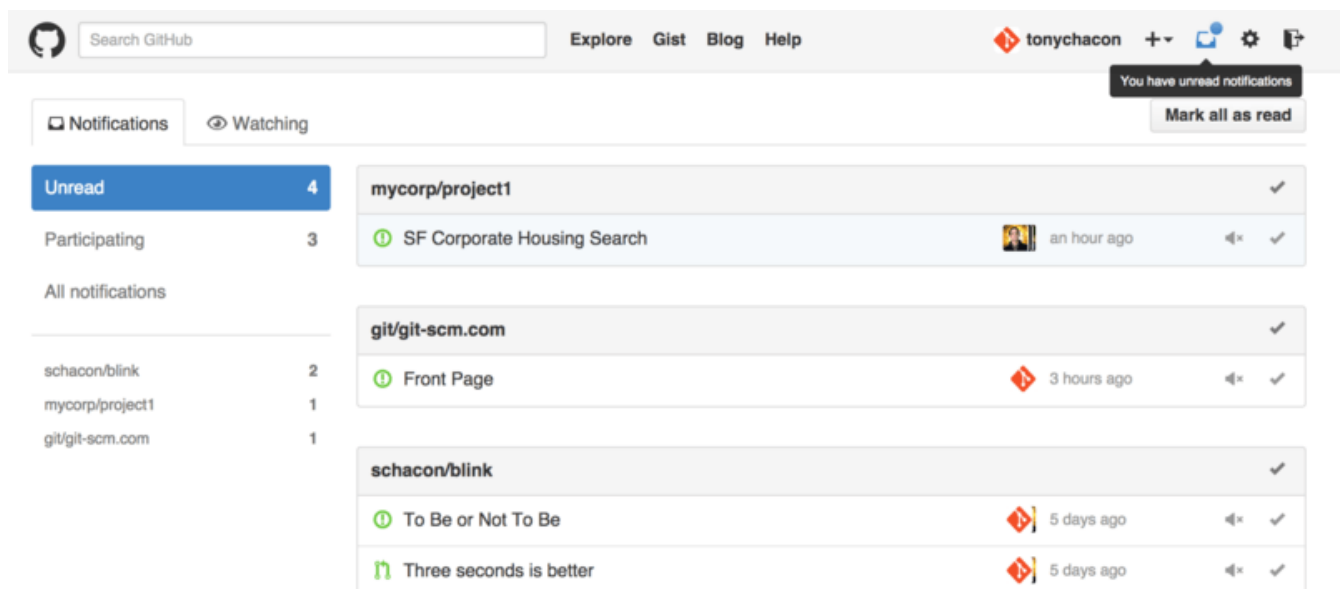 Search GitHub Explore Gist Blog Help tonychacon
You have unread notifications
Notifications Watching Mark all as read
Unread 4
Participating 3
All notifications
schacon/blink 2
mycorp/project1 1
git/git-scm.com 1
mycorp/project1
SF Corporate Housing Search an hour ago
git/git-scm.com
Front Page 3 hours ago
schacon/blink
To Be or Not To Be 5 days ago
Three seconds is better 5 days ago